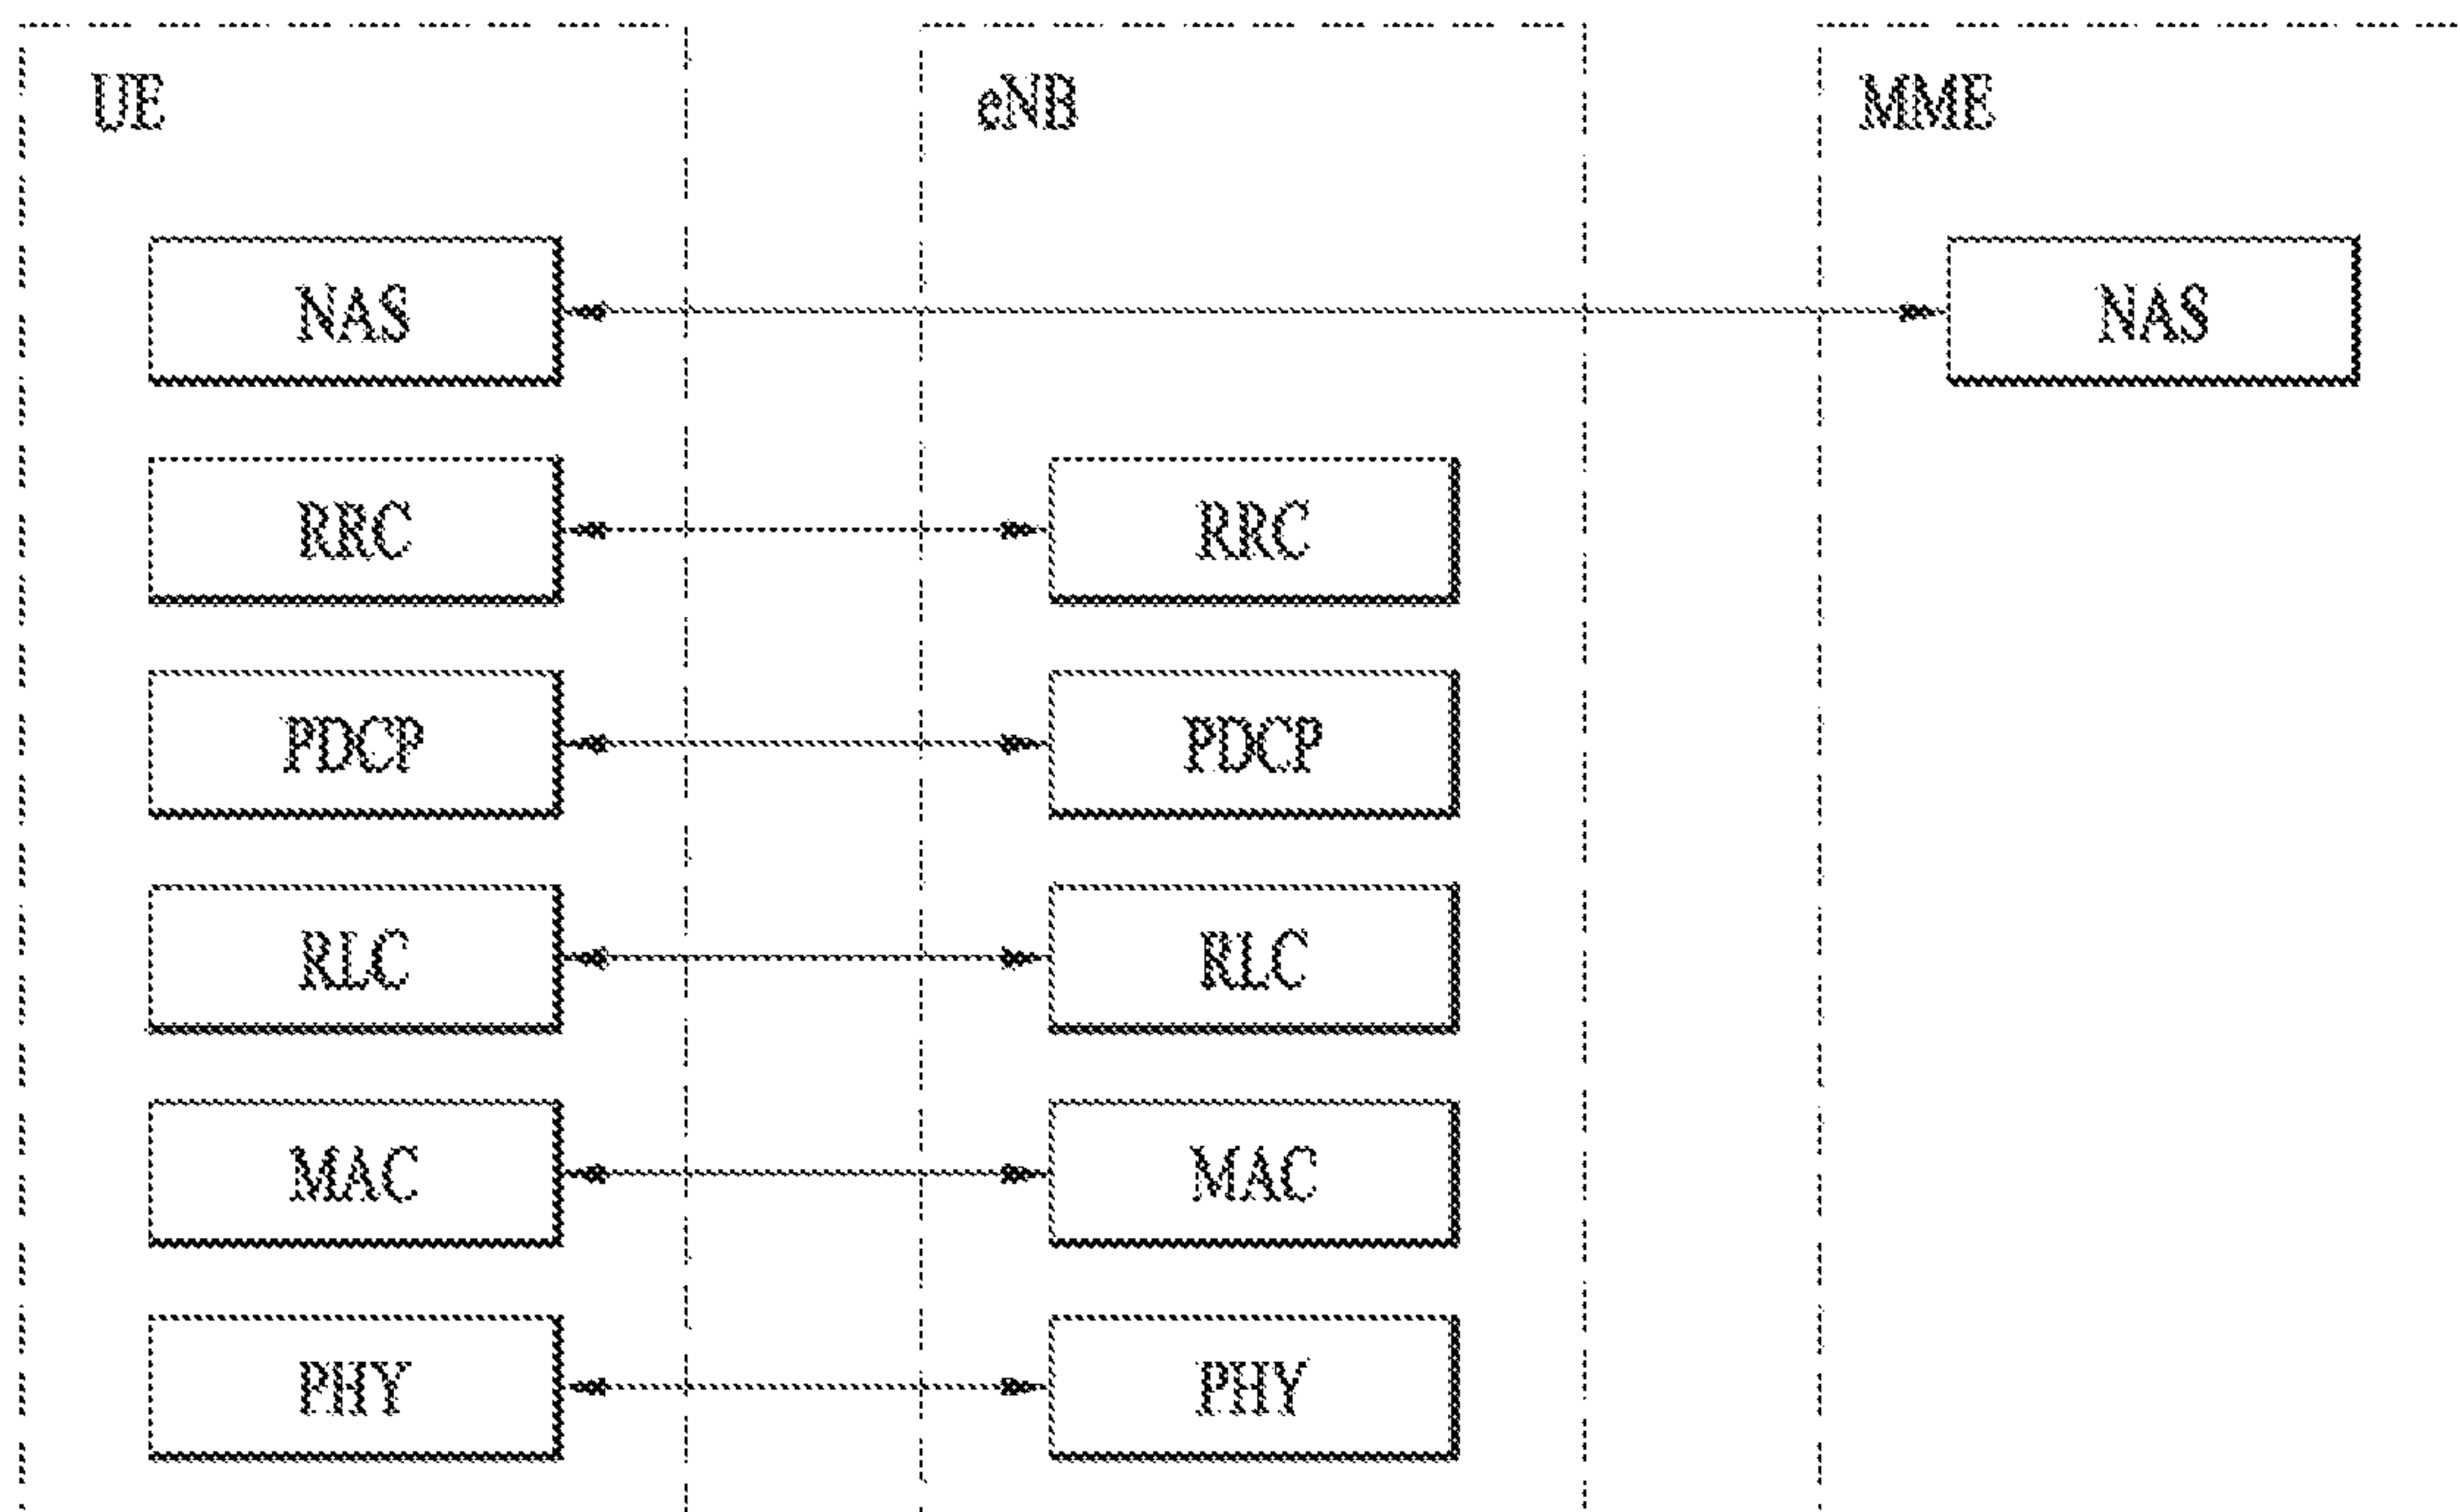 UE eNB MME
NAS NAS
RRC RRC
PDCP PDCP
RLC RLC
MAC MAC
PHY PHY